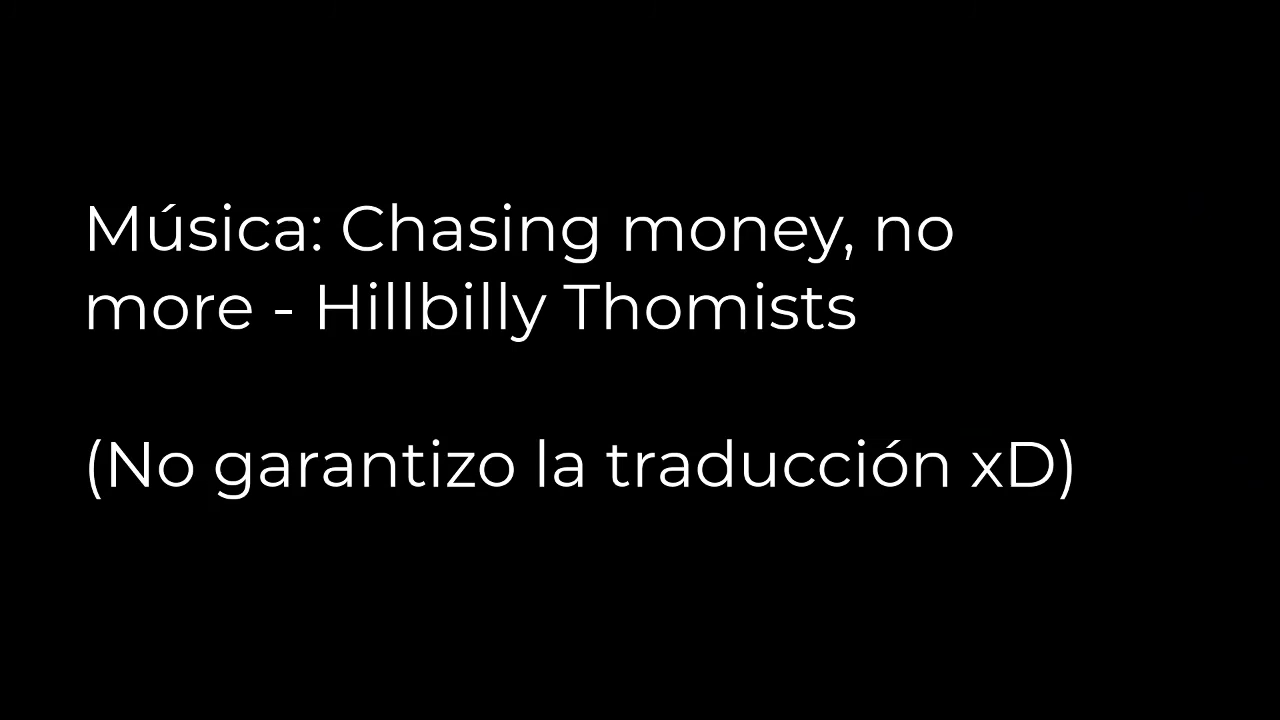 Música: Chasing money, no
more - Hillbilly Thomists
(No garantizo la traducción xD)